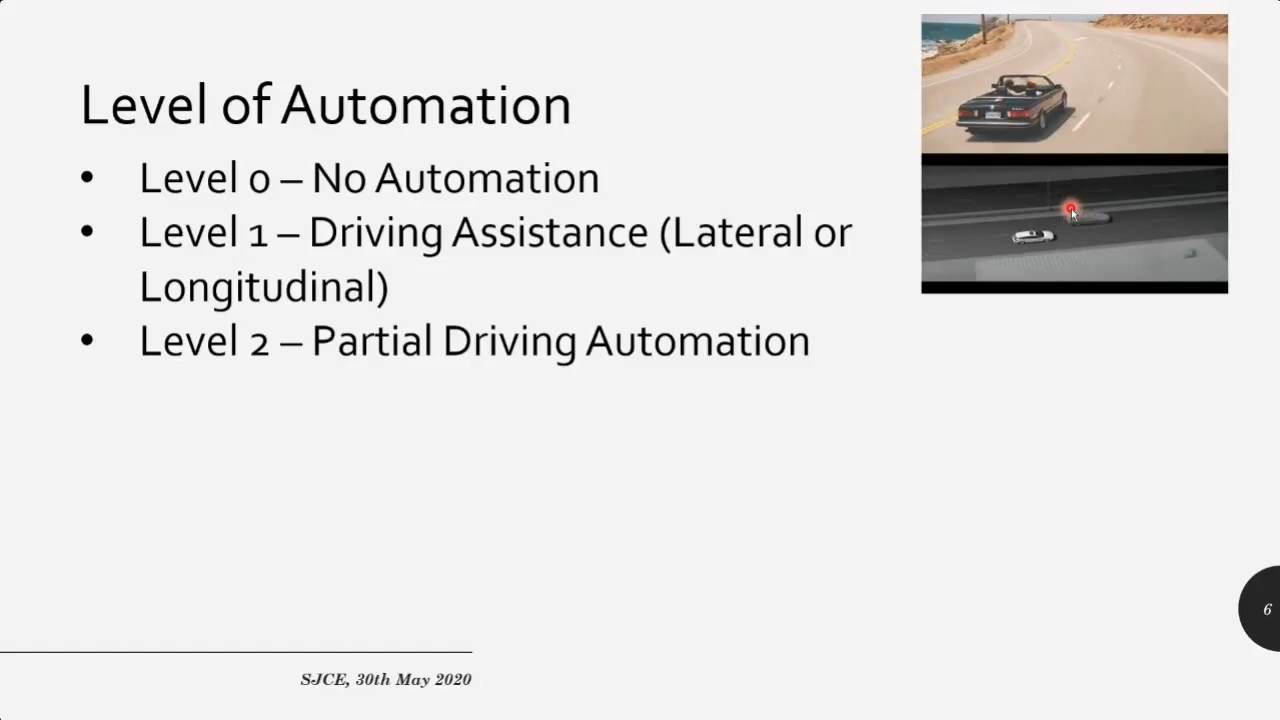 Level of Automation
• Level 0 – No Automation
• Level 1 – Driving Assistance (Lateral or
Longitudinal)
• Level 2 – Partial Driving Automation
6
SJCE, 30th May 2020